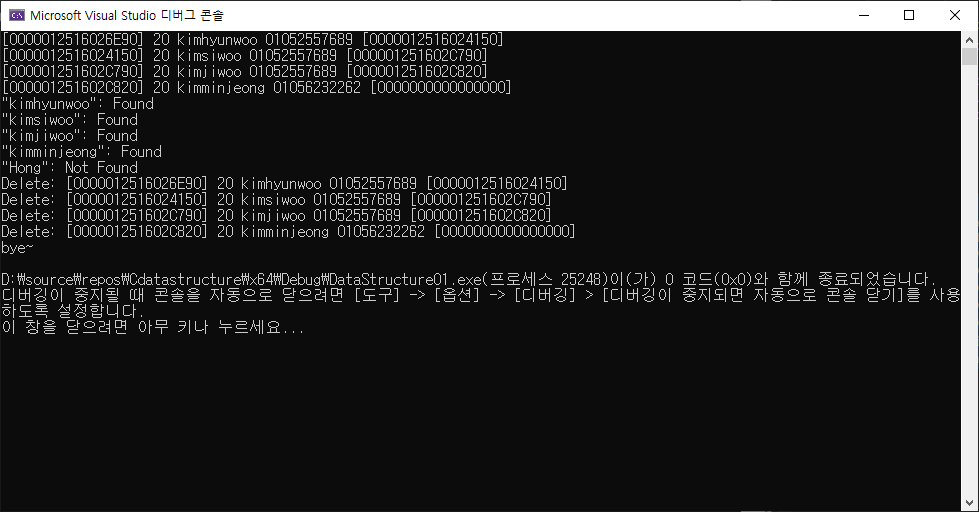 Microsoft Visual Studio 디버그 콘솔
[0000012516026E90] 20 kimhyunwoo 01052557689 [0000012516024150]
[0000012516024150] 20 kimsiwoo 01052557689 [000001251602C790]
[000001251602C790] 20 kimjiwoo 01052557689 [000001251602C820]
[000001251602C820] 20 kimminjeong 01056232262 [0000000000000000]
"kimhyunwoo": Found
"kimsiwoo": Found
"kimjiwoo": Found
"kimminjeong": Found
"Hong": Not Found
Delete: [0000012516026E90] 20 kimhyunwoo 01052557689 [0000012516024150]
Delete: [0000012516024150] 20 kimsiwoo 01052557689 [000001251602C790]
Delete: [000001251602C790] 20 kimjiwoo 01052557689 [000001251602C820]
Delete: [000001251602C820] 20 kimminjeong 01056232262 [0000000000000000]
bye~
D:₩source₩repos₩Cdatastructure₩x64₩Debug₩DataStructure01.exe(프로세스 25248)이(가) 0 코드(0x0)와 함께 종료되었습니다.
디버깅이 중지될 때 콘솔을 자동으로 닫으려면 [도구] -> [옵션] -> [디버깅] > [디버깅이 중지되면 자동으로 콘솔 닫기]를 사용
하도록 설정합니다.
이 창을 닫으려면 아무 키나 누르세요...